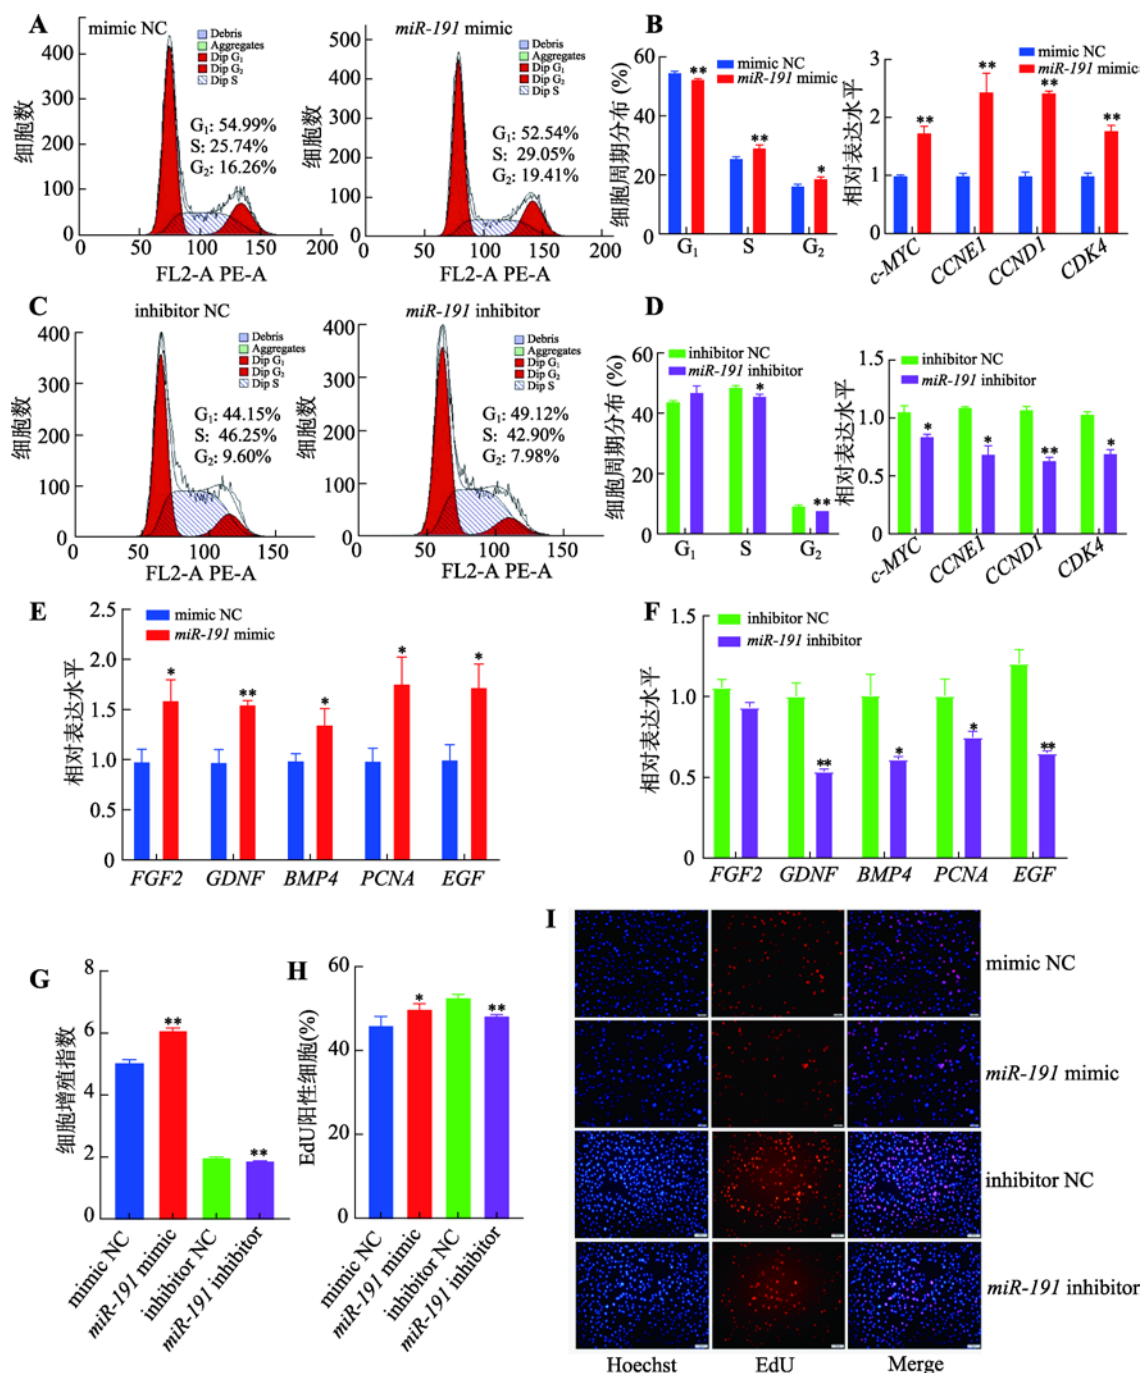 A
mimic NC
400
300
200
100
0
细胞数
Debris
Aggregates
Dip G₁
Dip G₂
Dip S
G₁: 54.99%
S: 25.74%
G₂: 16.26%
0 50 100 150 200
FL2-A PE-A
miR-191 mimic
500
400
300
200
100
0
细胞数
Debris
Aggregates
Dip G₁
Dip G₂
Dip S
G₁: 52.54%
S: 29.05%
G₂: 19.41%
0 50 100 150 200
FL2-A PE-A
B
60
40
20
0
细胞周期分布 (%)
mimic NC
miR-191 mimic
** ** *
G₁ S G₂
3
2
1
0
相对表达水平
mimic NC
miR-191 mimic
** ** ** **
c-MYC CCNE1 CCND1 CDK4
C
inhibitor NC
400
300
200
100
0
细胞数
Debris
Aggregates
Dip G₁
Dip G₂
Dip S
G₁: 44.15%
S: 46.25%
G₂: 9.60%
0 50 100 150
FL2-A PE-A
miR-191 inhibitor
400
300
200
100
0
细胞数
Debris
Aggregates
Dip G₁
Dip G₂
Dip S
G₁: 49.12%
S: 42.90%
G₂: 7.98%
0 50 100 150 180
FL2-A PE-A
D
60
40
20
0
细胞周期分布 (%)
inhibitor NC
miR-191 inhibitor
* **
G₁ S G₂
1.5
1.0
0.5
0
相对表达水平
inhibitor NC
miR-191 inhibitor
* * ** *
c-MYC CCNE1 CCND1 CDK4
E
2.5
2.0
1.5
1.0
0.5
0
相对表达水平
mimic NC
miR-191 mimic
* ** * * *
FGF2 GDNF BMP4 PCNA EGF
F
1.5
1.0
0.5
0
相对表达水平
inhibitor NC
miR-191 inhibitor
** * * **
FGF2 GDNF BMP4 PCNA EGF
G
8
6
4
2
0
细胞增殖指数
** **
mimic NC
miR-191 mimic
inhibitor NC
miR-191 inhibitor
H
60
40
20
0
EdU阳性细胞(%)
* **
mimic NC
miR-191 mimic
inhibitor NC
miR-191 inhibitor
I
mimic NC
miR-191 mimic
inhibitor NC
miR-191 inhibitor
Hoechst EdU Merge